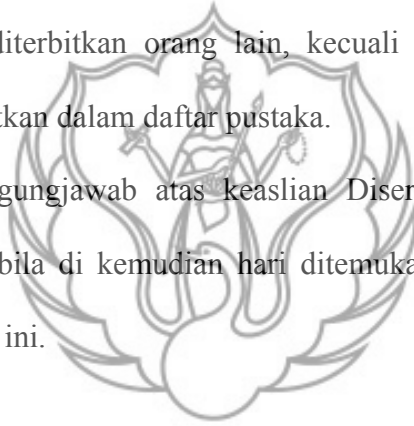 diterbitkan orang lain, kecuali
tkan dalam daftar pustaka.
gungjawab atas keaslian Diser
bila di kemudian hari ditemuka
ini.